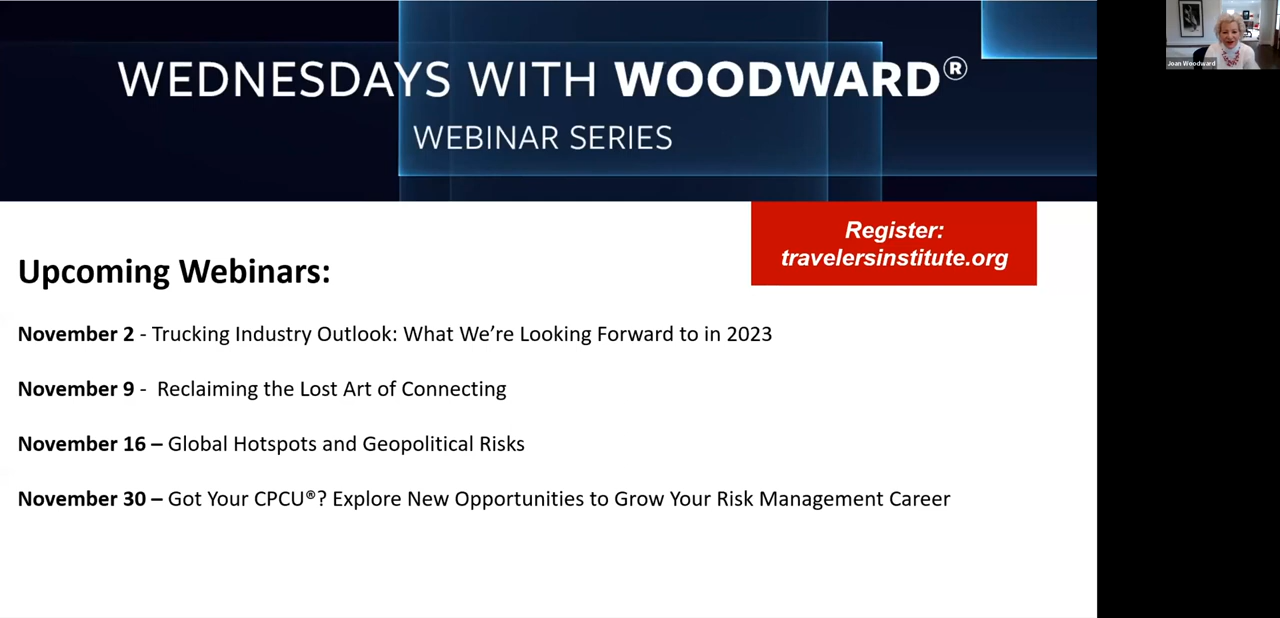 WEDNESDAYS WITH WOODWARD®
WEBINAR SERIES
Joan Woodward
Register:
travelersinstitute.org
Upcoming Webinars:
November 2 - Trucking Industry Outlook: What We’re Looking Forward to in 2023
November 9 - Reclaiming the Lost Art of Connecting
November 16 – Global Hotspots and Geopolitical Risks
November 30 – Got Your CPCU®? Explore New Opportunities to Grow Your Risk Management Career